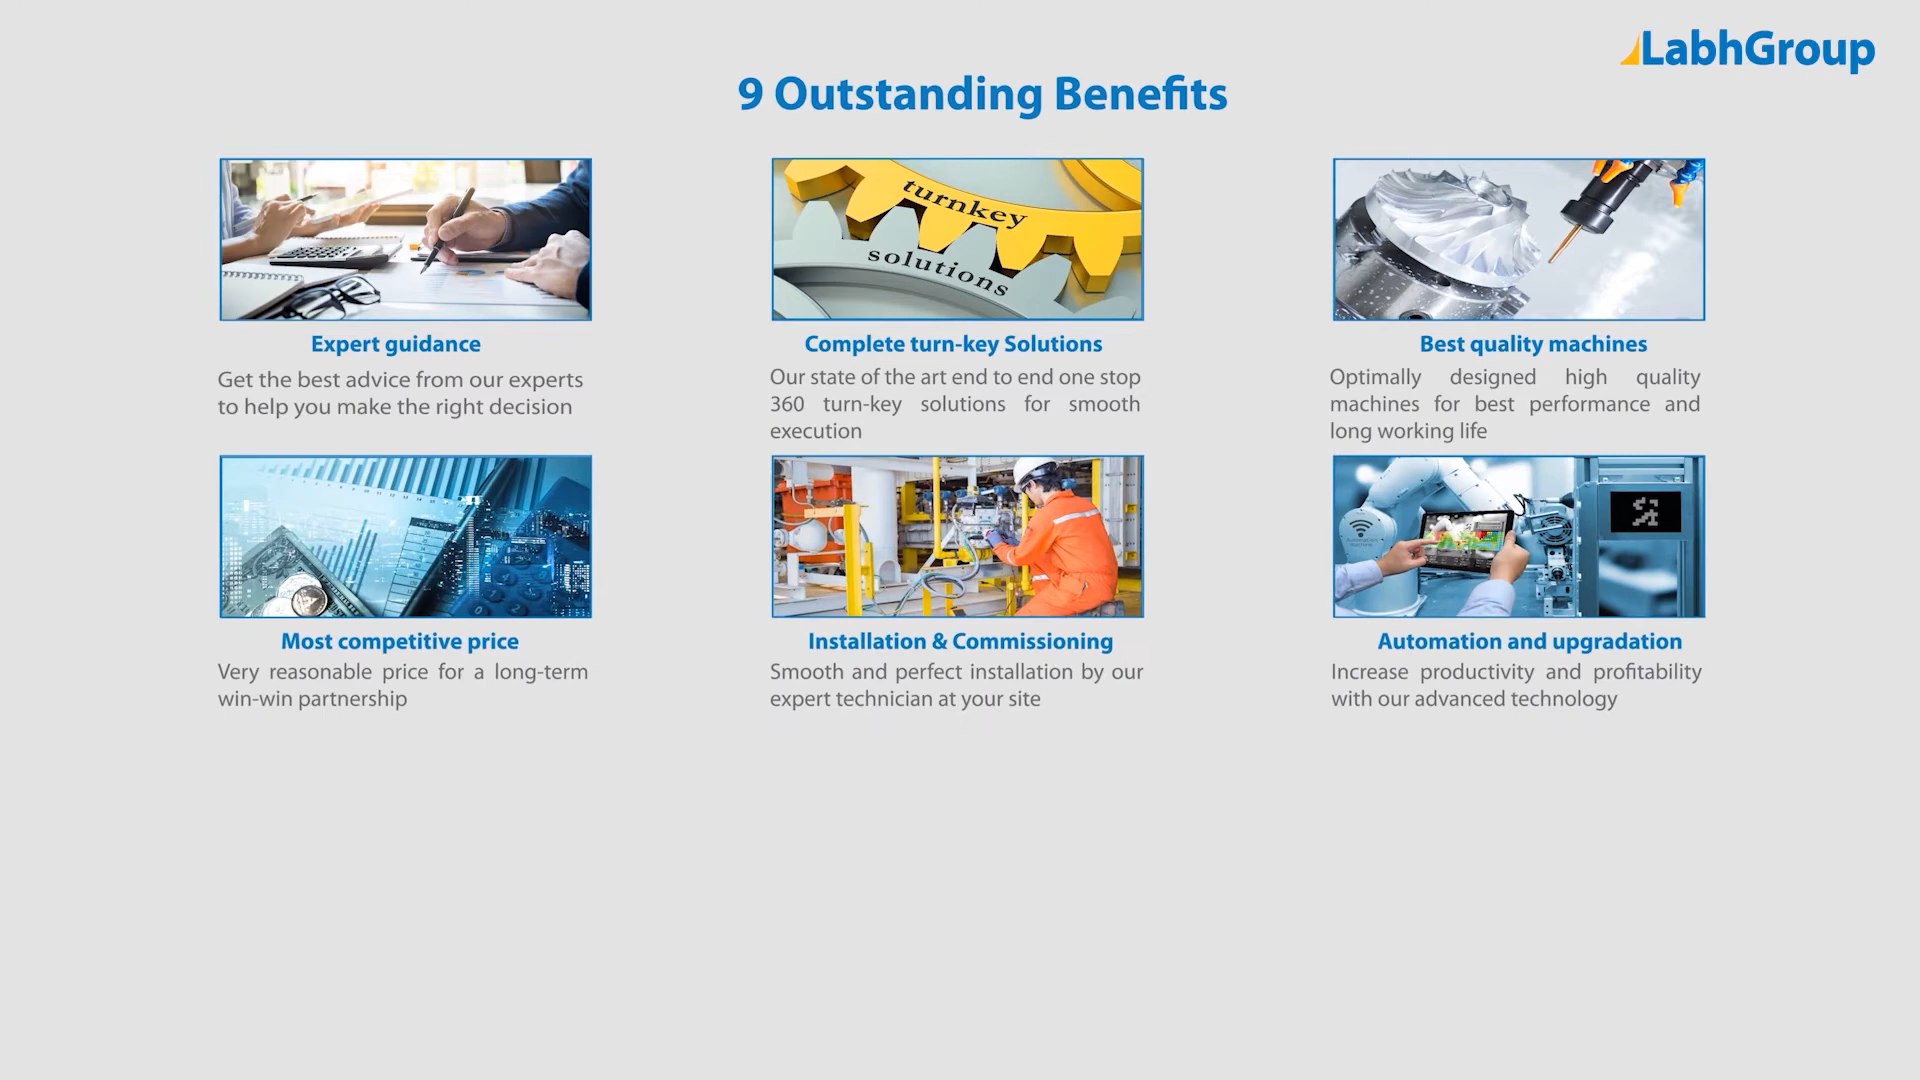 LabhGroup
9 Outstanding Benefits
turnkey
solutions
Expert guidance
Get the best advice from our experts
to help you make the right decision
Complete turn-key Solutions
Our state of the art end to end one stop
360 turn-key solutions for smooth
execution
Best quality machines
Optimally designed high quality
machines for best performance and
long working life
Most competitive price
Very reasonable price for a long-term
win-win partnership
Installation & Commissioning
Smooth and perfect installation by our
expert technician at your site
Automation and upgradation
Increase productivity and profitability
with our advanced technology